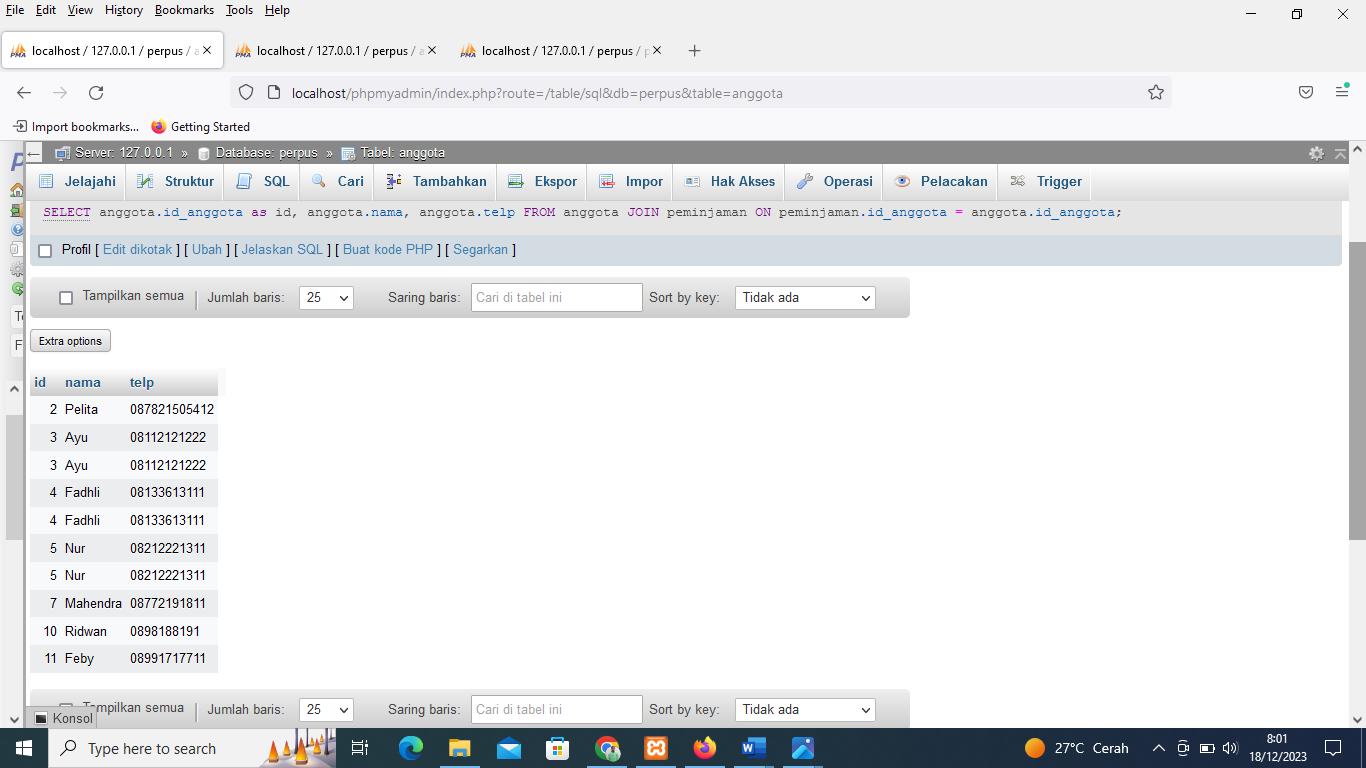 File Edit View History Bookmarks Tools Help
localhost / 127.0.0.1 / perpus / a
localhost / 127.0.0.1 / perpus / a
localhost / 127.0.0.1 / perpus / p
localhost/phpmyadmin/index.php?route=/table/sql&db=perpus&table=anggota
Import bookmarks... Getting Started
Server: 127.0.0.1 » Database: perpus » Tabel: anggota
Jelajahi Struktur SQL Cari Tambahkan Ekspor Impor Hak Akses Operasi Pelacakan Trigger
SELECT anggota.id_anggota as id, anggota.nama, anggota.telp FROM anggota JOIN peminjaman ON peminjaman.id_anggota = anggota.id_anggota;
Profil [ Edit dikotak ] [ Ubah ] [ Jelaskan SQL ] [ Buat kode PHP ] [ Segarkan ]
Tampilkan semua | Jumlah baris: 25 Saring baris: Cari di tabel ini Sort by key: Tidak ada
Extra options
id nama telp
2 Pelita 087821505412
3 Ayu 08112121222
3 Ayu 08112121222
4 Fadhli 08133613111
4 Fadhli 08133613111
5 Nur 08212221311
5 Nur 08212221311
7 Mahendra 08772191811
10 Ridwan 0898188191
11 Feby 08991717711
Tampilkan semua | Jumlah baris: 25 Saring baris: Cari di tabel ini Sort by key: Tidak ada
Konsol
Type here to search
27°C Cerah
8:01
18/12/2023